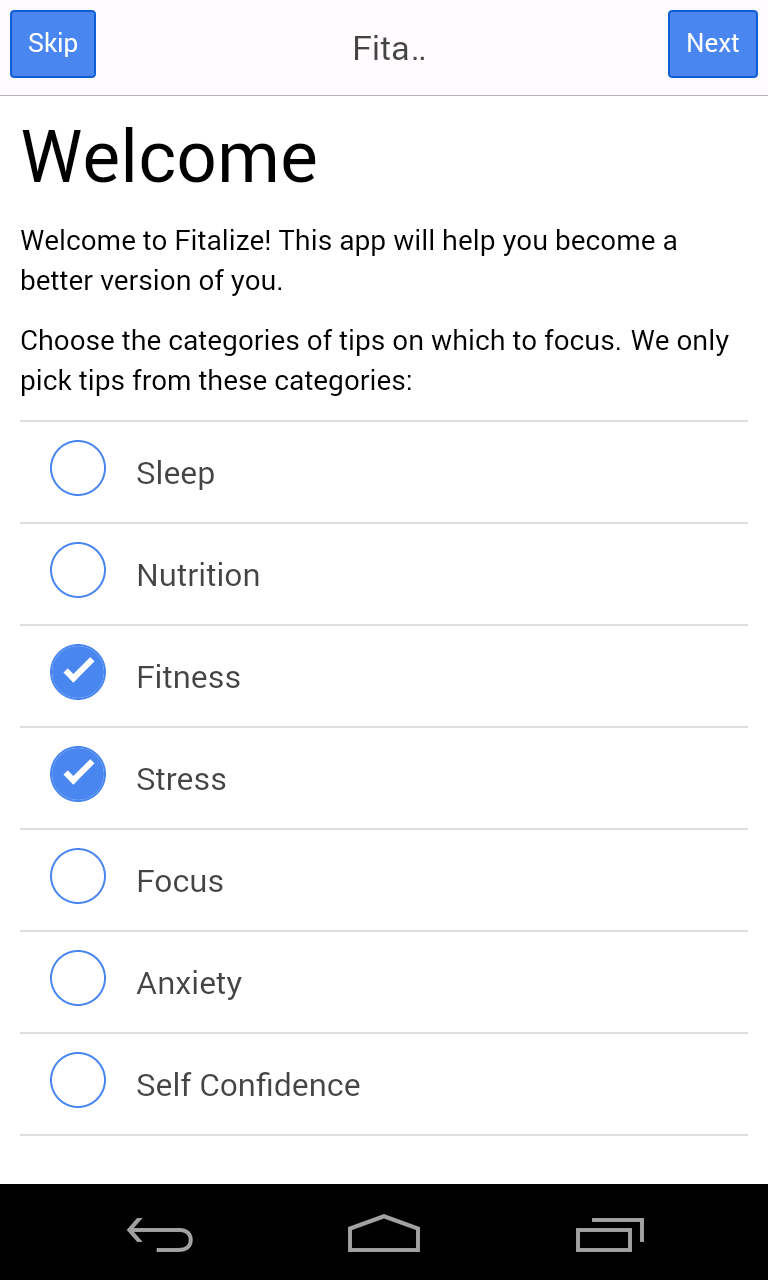 Skip
Fita..
Next
Welcome
Welcome to Fitalize! This app will help you become a
better version of you.
Choose the categories of tips on which to focus. We only
pick tips from these categories:
Sleep
Nutrition
Fitness
Stress
Focus
Anxiety
Self Confidence